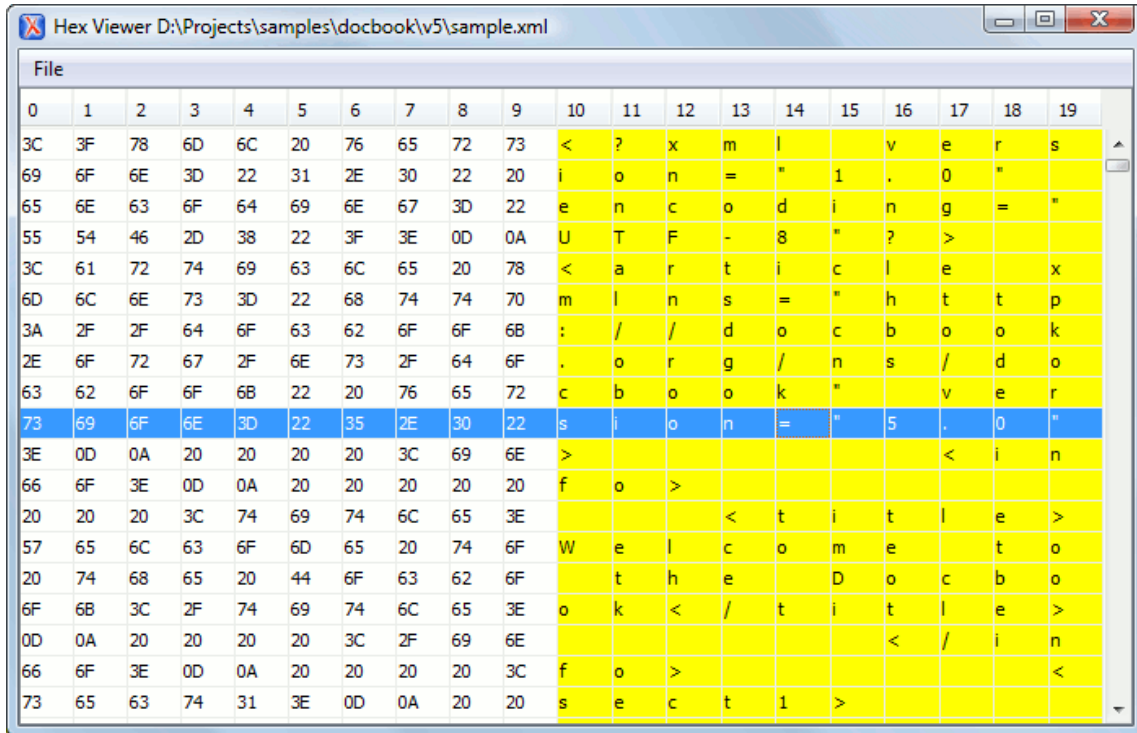 Hex Viewer D:\Projects\samples\docbook\v5\sample.xml
File
0 1 2 3 4 5 6 7 8 9 10 11 12 13 14 15 16 17 18 19
3C 3F 78 6D 6C 20 76 65 72 73 < ? x m l v e r s
69 6F 6E 3D 22 31 2E 30 22 20 i o n = " 1 . 0 "
65 6E 63 6F 64 69 6E 67 3D 22 e n c o d i n g = "
55 54 46 2D 38 22 3F 3E 0D 0A U T F - 8 " ? >
3C 61 72 74 69 63 6C 65 20 78 < a r t i c l e x
6D 6C 6E 73 3D 22 68 74 74 70 m l n s = " h t t p
3A 2F 2F 64 6F 63 62 6F 6F 6B : / / d o c b o o k
2E 6F 72 67 2F 6E 73 2F 64 6F . o r g / n s / d o
63 62 6F 6F 6B 22 20 76 65 72 c b o o k " v e r
73 69 6F 6E 3D 22 35 2E 30 22 s i o n = " 5 . 0 "
3E 0D 0A 20 20 20 20 3C 69 6E > < i n
66 6F 3E 0D 0A 20 20 20 20 20 f o >
20 20 20 3C 74 69 74 6C 65 3E < t i t l e >
57 65 6C 63 6F 6D 65 20 74 6F W e l c o m e t o
20 74 68 65 20 44 6F 63 62 6F t h e D o c b o
6F 6B 3C 2F 74 69 74 6C 65 3E o k < / t i t l e >
0D 0A 20 20 20 20 3C 2F 69 6E < / i n
66 6F 3E 0D 0A 20 20 20 20 3C f o > <
73 65 63 74 31 3E 0D 0A 20 20 s e c t 1 >